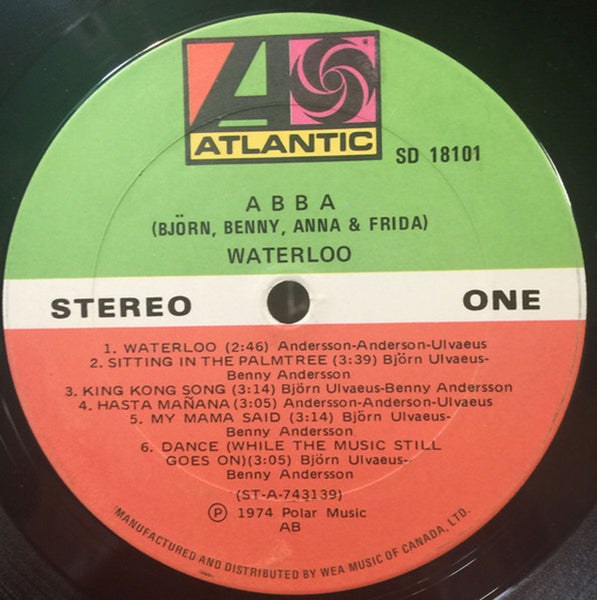 ATLANTIC
SD 18101
ABBA
(BJÖRN, BENNY, ANNA & FRIDA)
WATERLOO
STEREO ONE
1. WATERLOO (2:46) Andersson-Anderson-Ulvaeus
2. SITTING IN THE PALMTREE (3:39) Björn Ulvaeus-
Benny Andersson
3. KING KONG SONG (3:14) Björn Ulvaeus-Benny Andersson
4. HASTA MAÑANA (3:05) Andersson-Anderson-Ulvaeus
5. MY MAMA SAID (3:14) Björn Ulvaeus-
Benny Andersson
6. DANCE (WHILE THE MUSIC STILL
GOES ON)(3:05) Björn Ulvaeus-
Benny Andersson
(ST-A-743139)
Ⓟ 1974 Polar Music
AB
MANUFACTURED AND DISTRIBUTED BY WEA MUSIC OF CANADA, LTD.